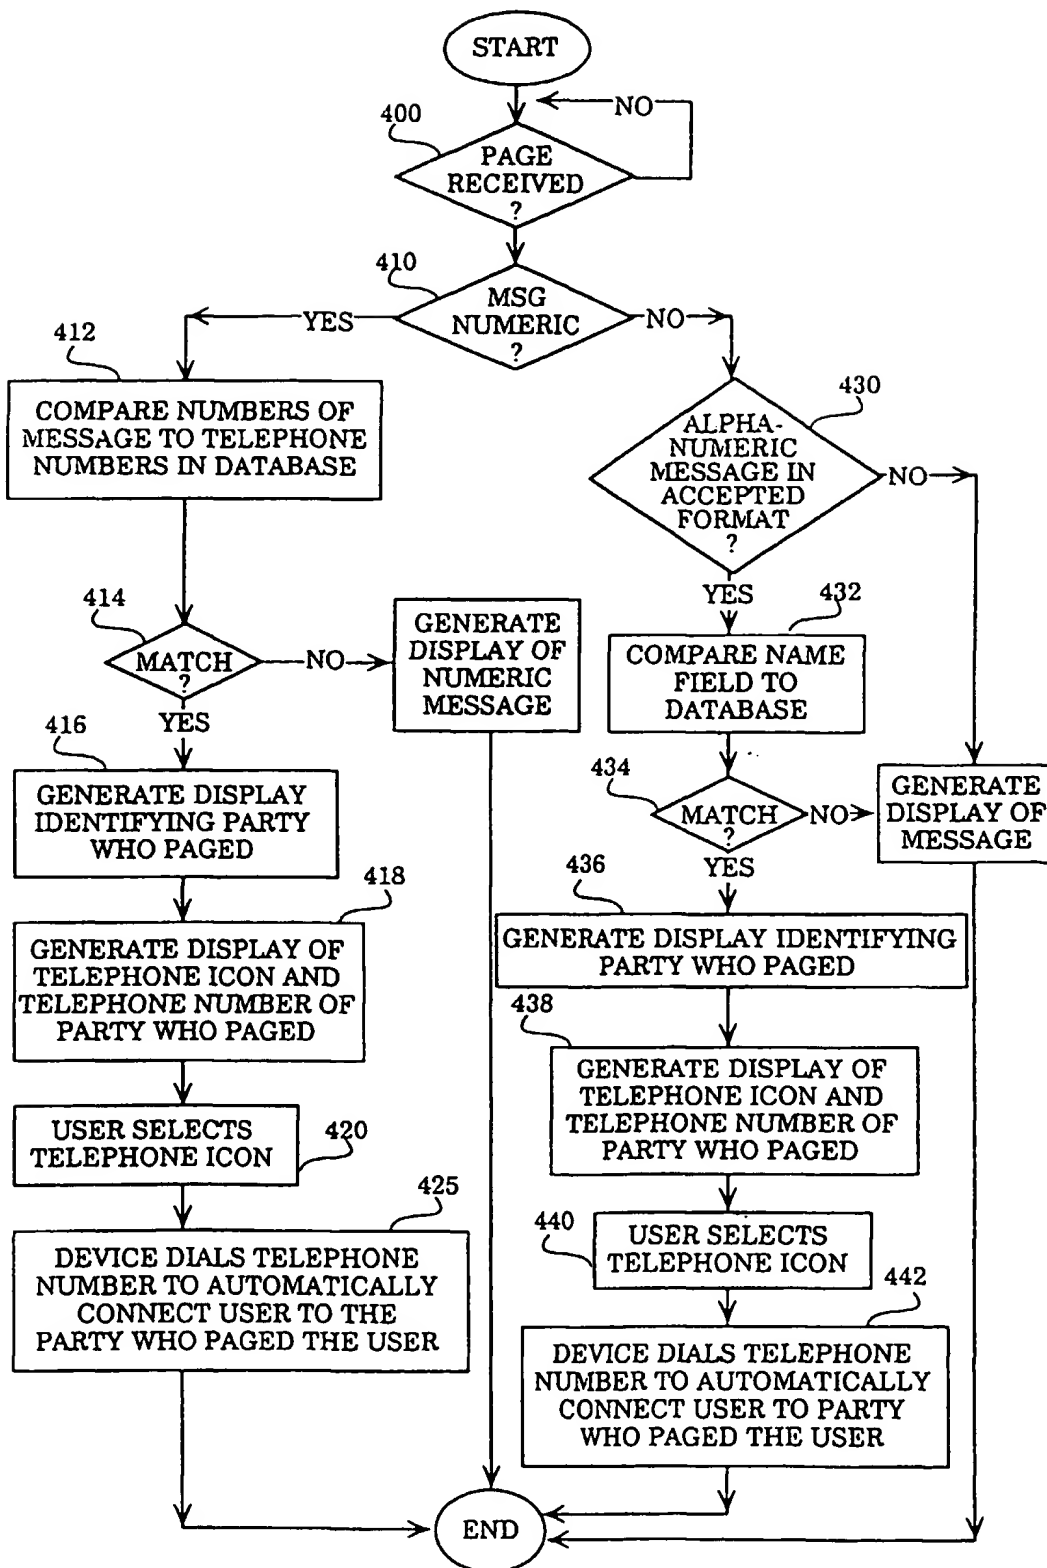 START
NO
400
PAGE
RECEIVED
?
410
MSG
NUMERIC
?
YES
NO
412
COMPARE NUMBERS OF
MESSAGE TO TELEPHONE
NUMBERS IN DATABASE
430
ALPHA-
NUMERIC
MESSAGE IN
ACCEPTED
FORMAT
?
NO
YES
414
MATCH
?
NO
GENERATE
DISPLAY OF
NUMERIC
MESSAGE
YES
432
COMPARE NAME
FIELD TO
DATABASE
434
MATCH
?
NO
GENERATE
DISPLAY OF
MESSAGE
YES
416
GENERATE DISPLAY
IDENTIFYING PARTY
WHO PAGED
418
GENERATE DISPLAY OF
TELEPHONE ICON AND
TELEPHONE NUMBER OF
PARTY WHO PAGED
USER SELECTS
TELEPHONE ICON
420
425
DEVICE DIALS TELEPHONE
NUMBER TO AUTOMATICALLY
CONNECT USER TO THE
PARTY WHO PAGED THE USER
436
GENERATE DISPLAY IDENTIFYING
PARTY WHO PAGED
438
GENERATE DISPLAY OF
TELEPHONE ICON AND
TELEPHONE NUMBER OF
PARTY WHO PAGED
440
USER SELECTS
TELEPHONE ICON
442
DEVICE DIALS TELEPHONE
NUMBER TO AUTOMATICALLY
CONNECT USER TO PARTY
WHO PAGED THE USER
END